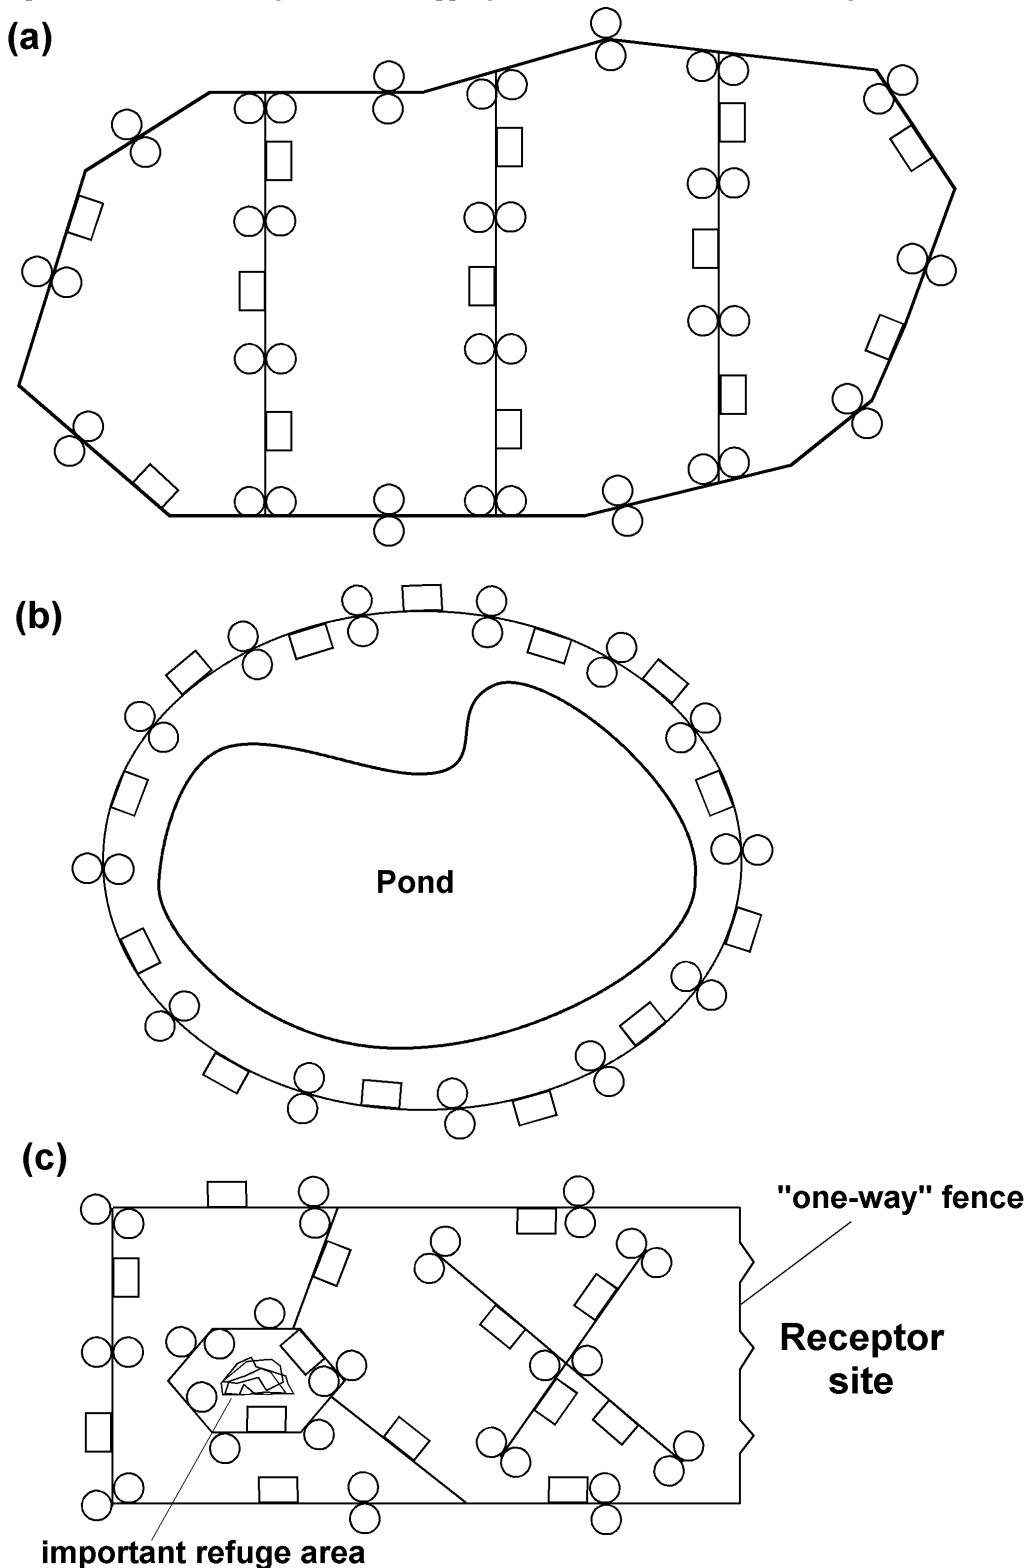 (a)
(b)
Pond
(c)
"one-way" fence
Receptor
site
important refuge area